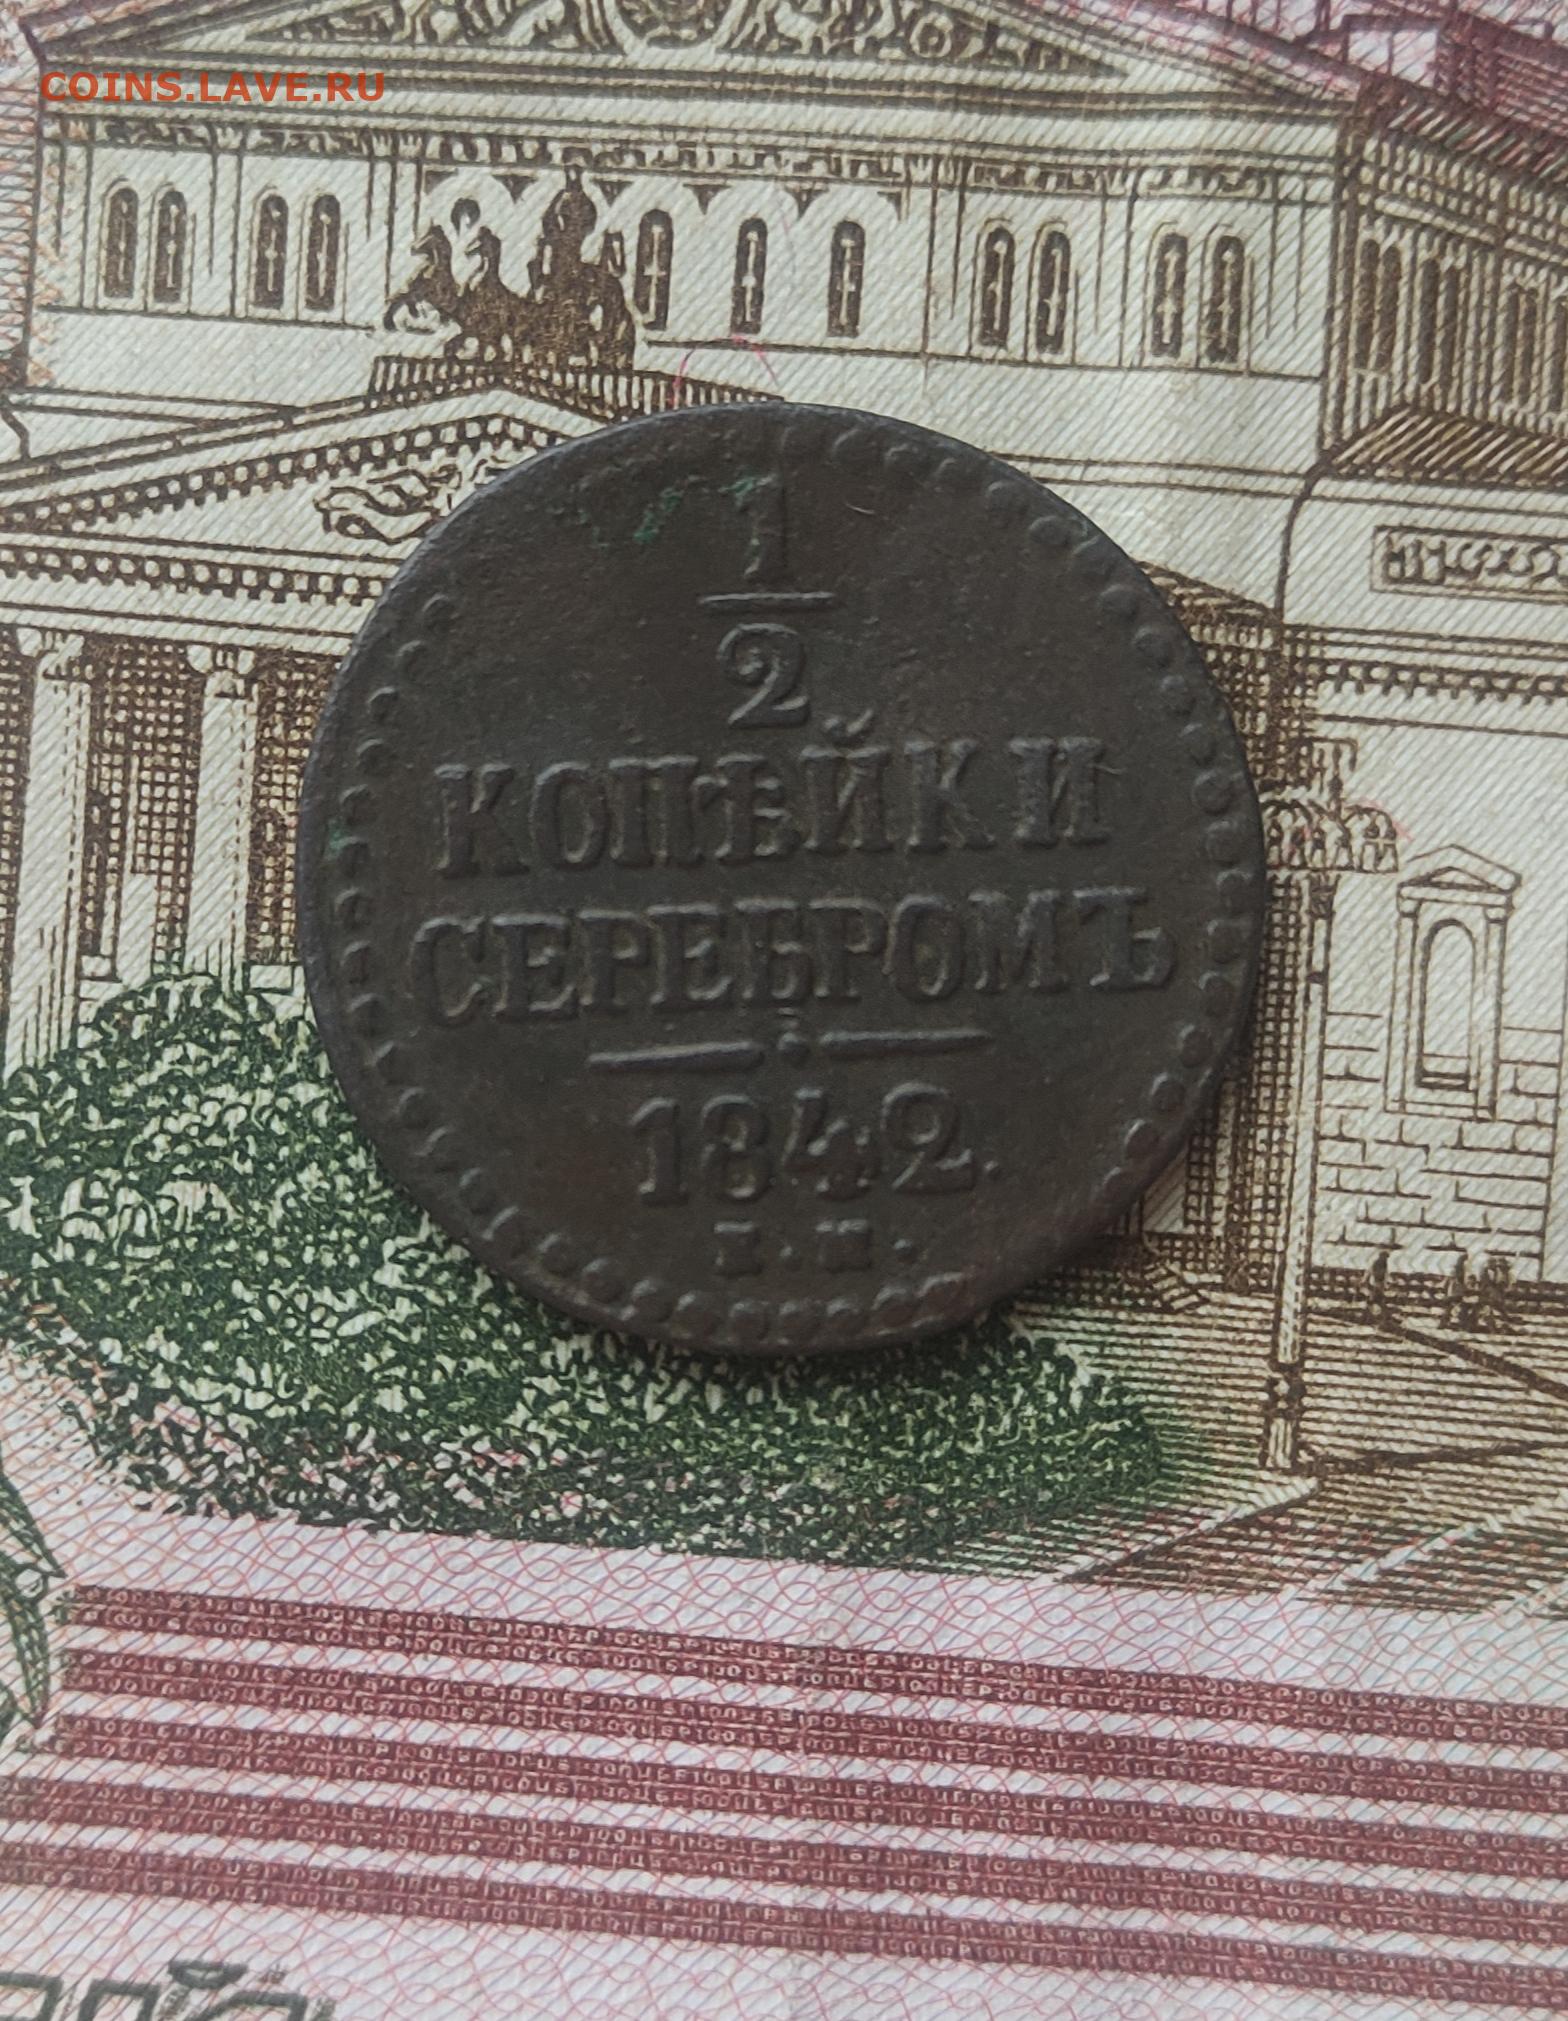 COINS.LAVE.RU
1
2
КОПѢЙКИ
СЕРЕБРОМЪ
1842.